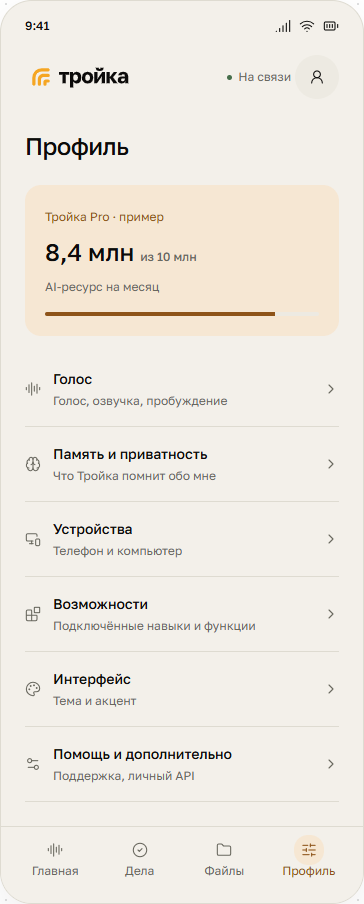 9:41
тройка
На связи
Профиль
Тройка Pro · пример
8,4 млн из 10 млн
AI-ресурс на месяц
Голос
Голос, озвучка, пробуждение
Память и приватность
Что Тройка помнит обо мне
Устройства
Телефон и компьютер
Возможности
Подключённые навыки и функции
Интерфейс
Тема и акцент
Помощь и дополнительно
Поддержка, личный API
Главная
Дела
Файлы
Профиль